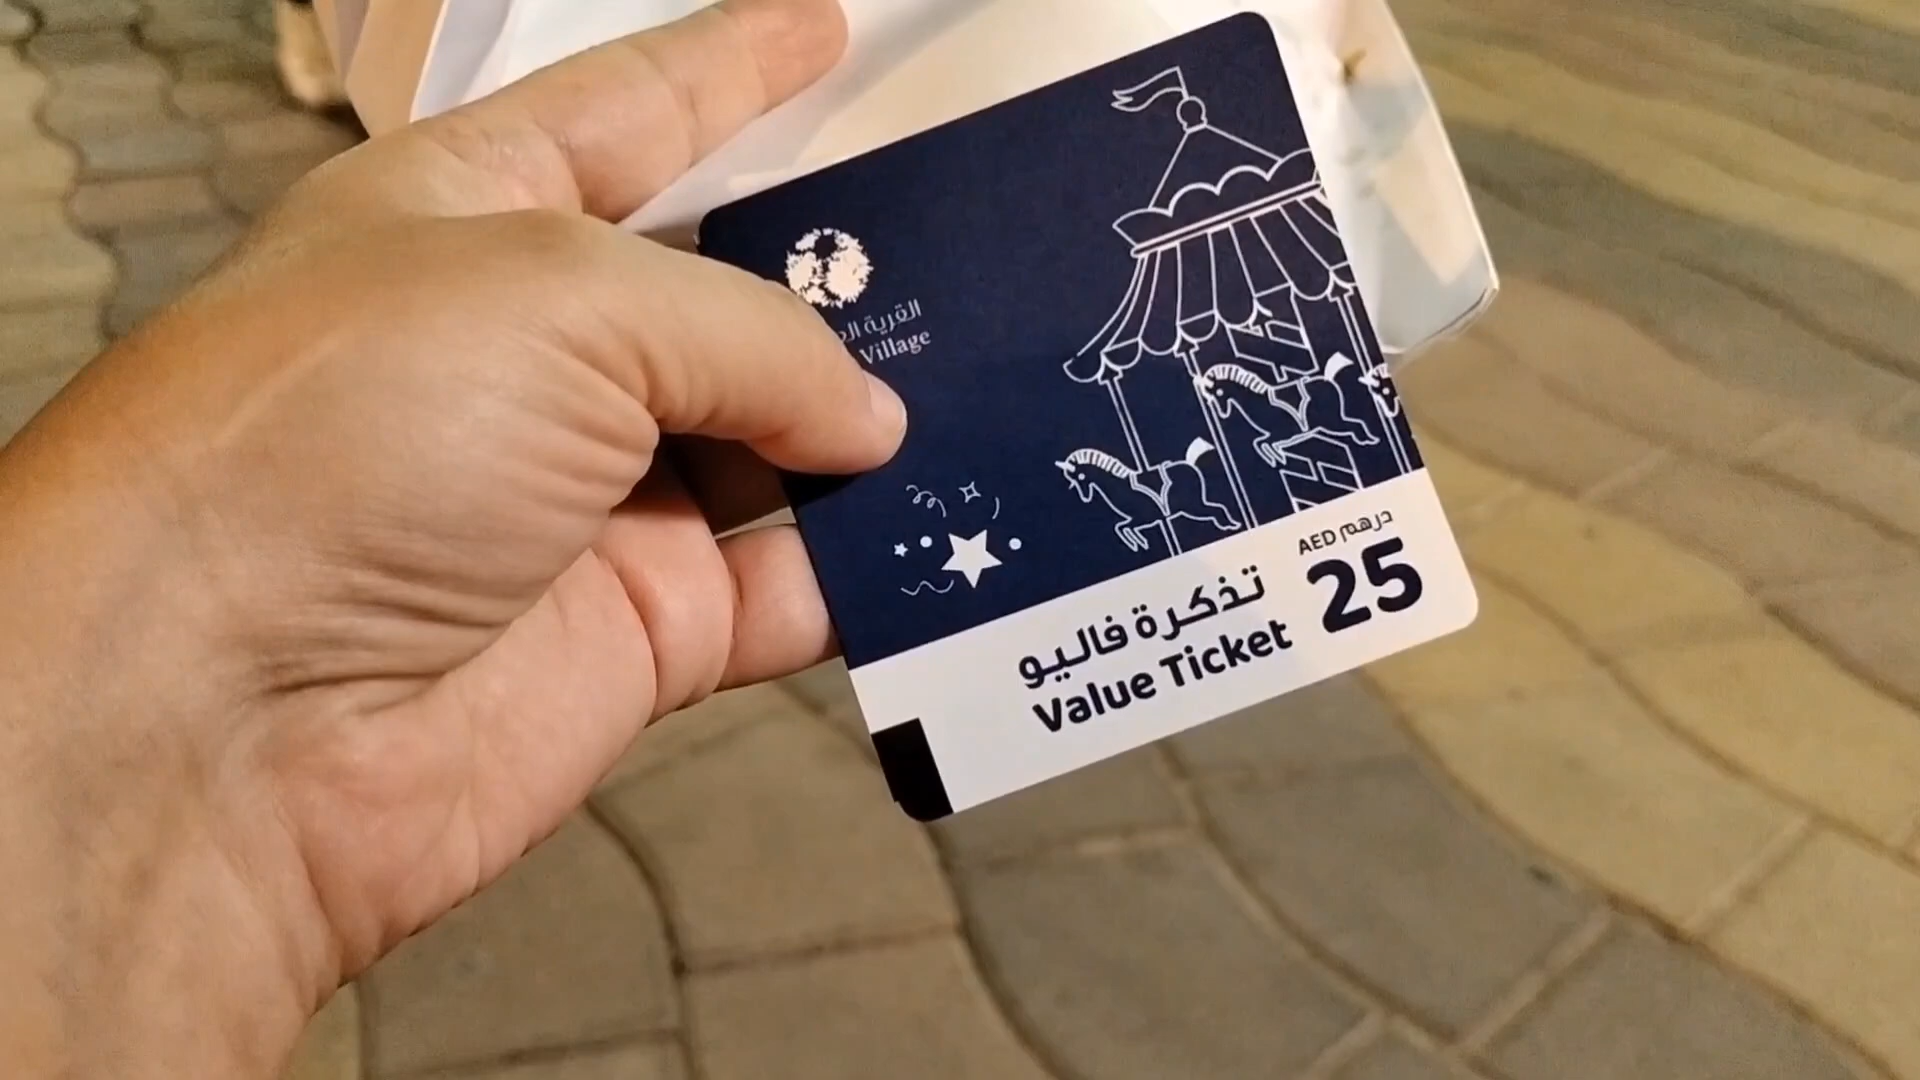 القرية
Village
درهم AED
25
تذكرة فاليو
Value Ticket